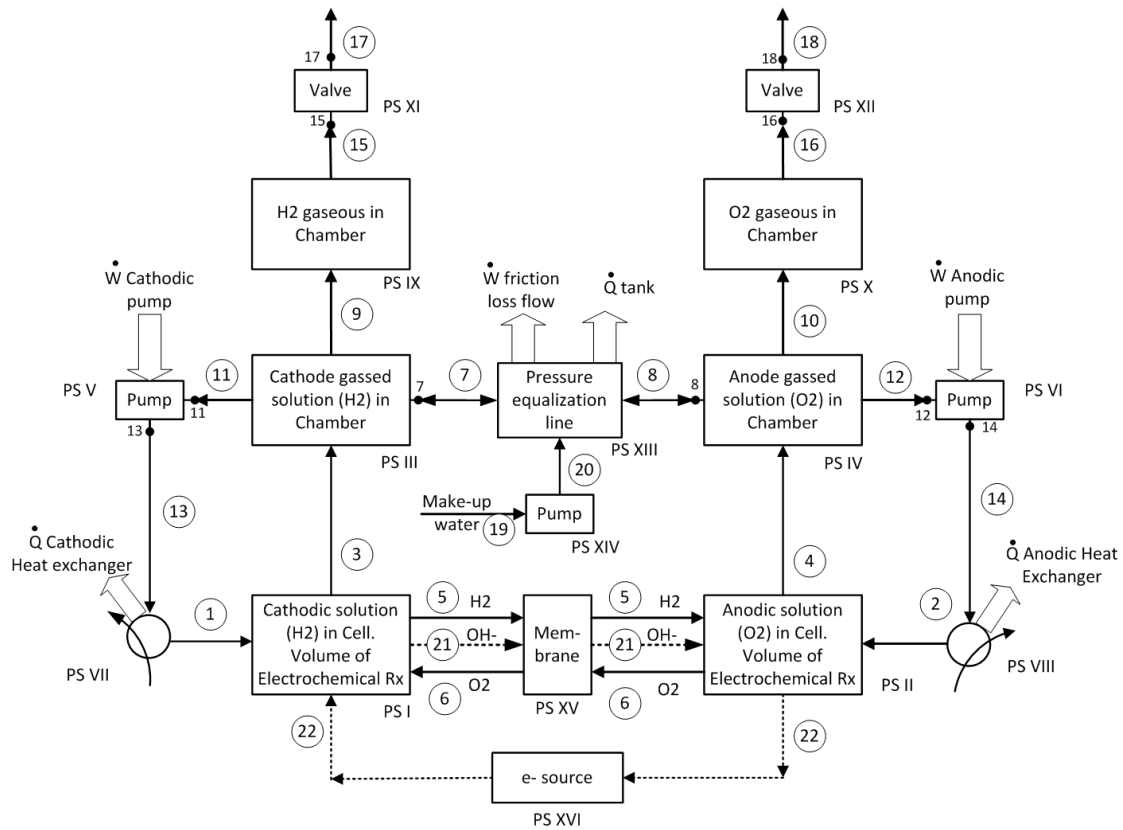 17
18
17
18
Valve
Valve
PS XI
PS XII
15
16
15
16
H2 gaseous in
Chamber
O2 gaseous in
Chamber
PS IX
PS X
Ẇ Cathodic
pump
Ẇ friction
loss flow
Q̇ tank
Ẇ Anodic
pump
9
10
PS V
Pump
11
11
13
Cathode gassed
solution (H2) in
Chamber
7
7
Pressure
equalization
line
8
8
Anode gassed
solution (O2) in
Chamber
12
12
Pump
14
PS VI
PS III
PS XIII
PS IV
20
Make-up
water
19
Pump
PS XIV
13
14
3
4
Q̇ Cathodic
Heat exchanger
Q̇ Anodic Heat
Exchanger
1
2
PS VII
PS VIII
Cathodic solution
(H2) in Cell.
Volume of
Electrochemical Rx
PS I
5
H2
21
OH-
6
O2
Mem-
brane
PS XV
5
H2
21
OH-
6
O2
Anodic solution
(O2) in Cell.
Volume of
Electrochemical Rx
PS II
22
22
e- source
PS XVI